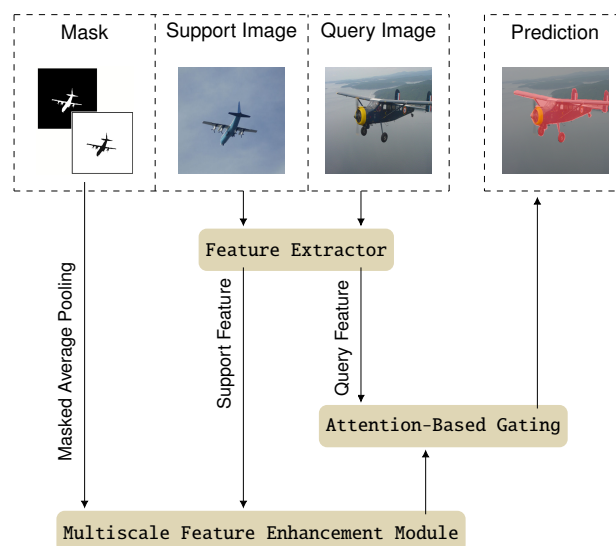 Mask
Support Image
Query Image
Prediction
Feature Extractor
Masked Average Pooling
Support Feature
Query Feature
Attention-Based Gating
Multiscale Feature Enhancement Module